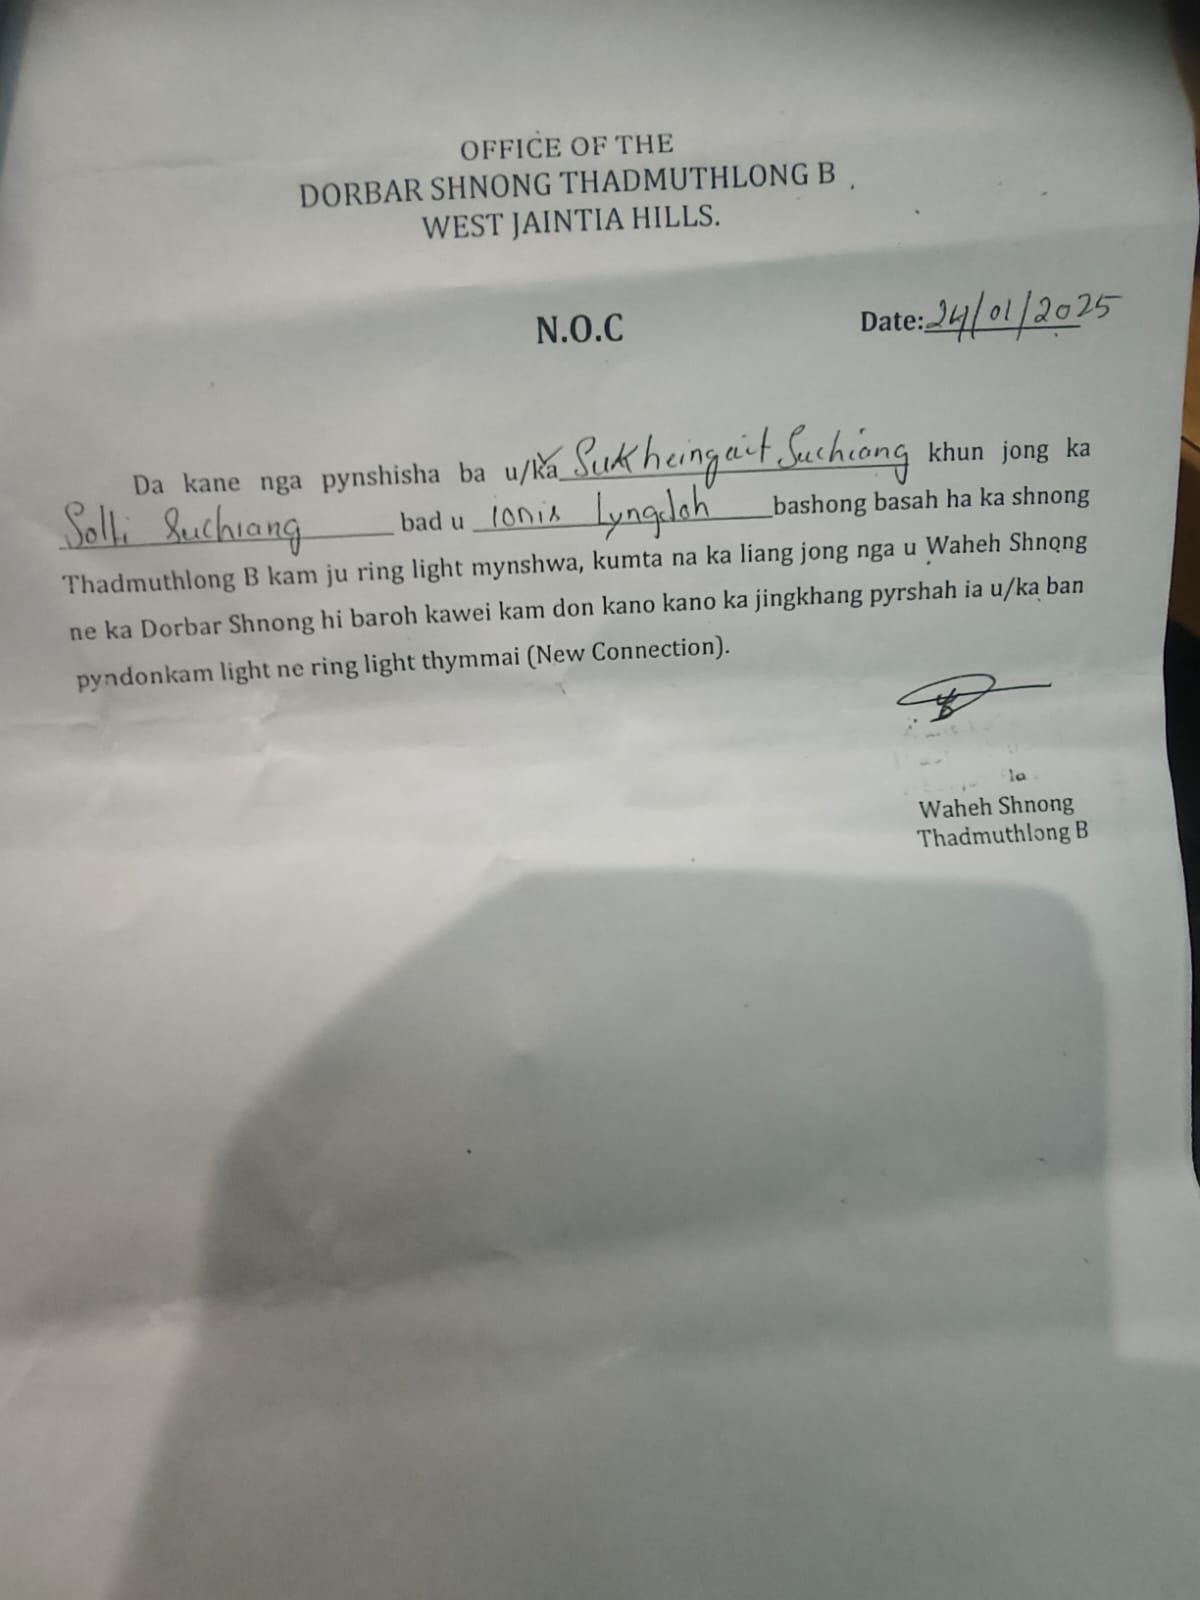 OFFICE OF THE
DORBAR SHNONG THADMUTHLONG B
WEST JAINTIA HILLS.
N.O.C
Date: 24/01/2025
Da kane nga pynshisha ba u/ka Sukheingait Suchiang khun jong ka
Solli Suchiang bad u Ionis Lyngdoh bashong basah ha ka shnong
Thadmuthlong B kam ju ring light mynshwa, kumta na ka liang jong nga u Waheh Shnong
ne ka Dorbar Shnong hi baroh kawei kam don kano kano ka jingkhang pyrshah ia u/ka ban
pyndonkam light ne ring light thymmai (New Connection).
Waheh Shnong
Thadmuthlong B